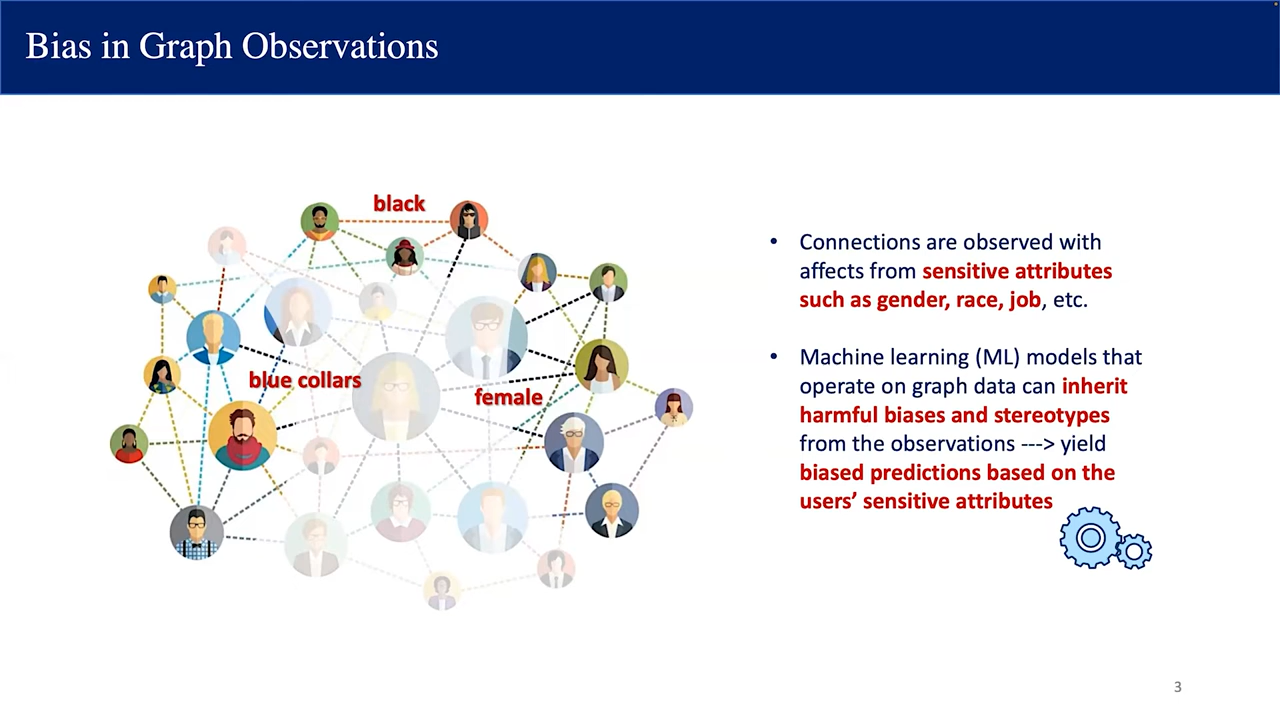 Bias in Graph Observations
black
blue collars
female
• Connections are observed with
affects from sensitive attributes
such as gender, race, job, etc.
• Machine learning (ML) models that
operate on graph data can inherit
harmful biases and stereotypes
from the observations ---> yield
biased predictions based on the
users’ sensitive attributes
3